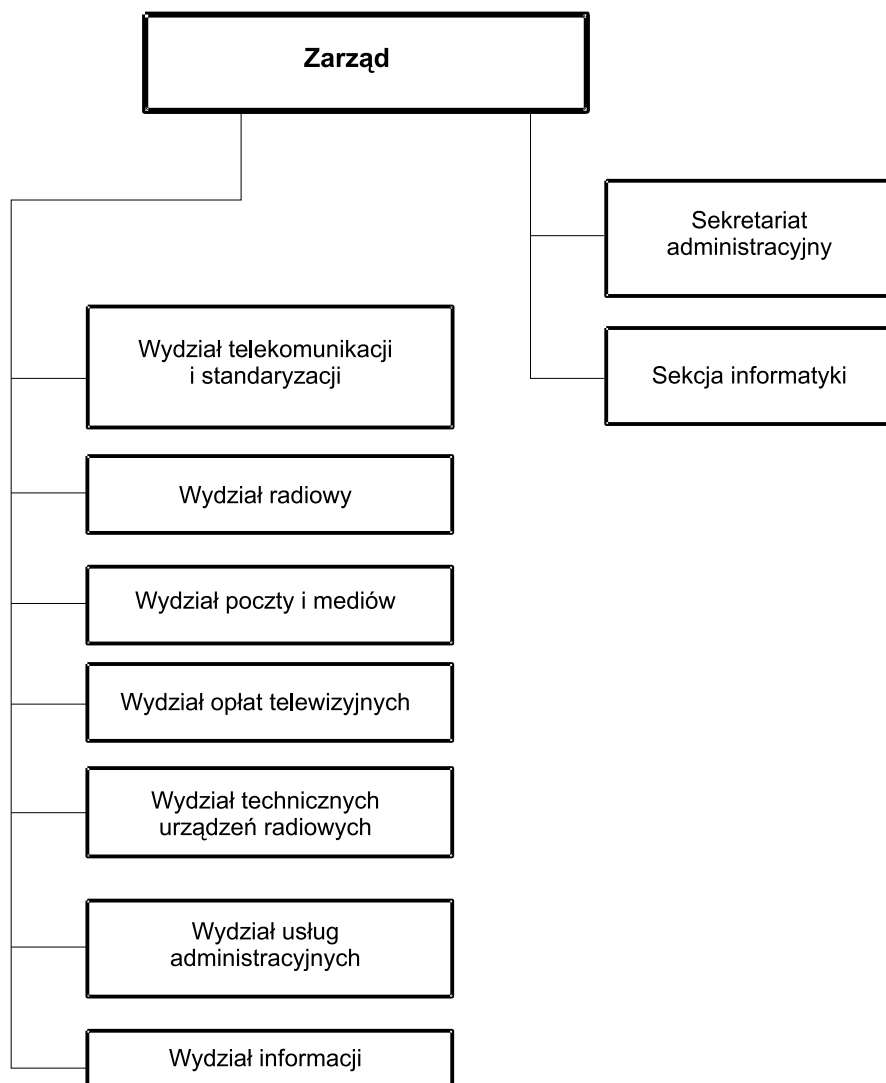 Zarząd
Sekretariat
administracyjny
Sekcja informatyki
Wydział telekomunikacji
i standaryzacji
Wydział radiowy
Wydział poczty i mediów
Wydział opłat telewizyjnych
Wydział technicznych
urządzeń radiowych
Wydział usług
administracyjnych
Wydział informacji